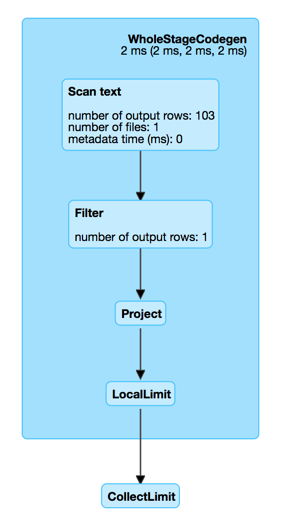 WholeStageCodegen
2 ms (2 ms, 2 ms, 2 ms)
Scan text
number of output rows: 103
number of files: 1
metadata time (ms): 0
Filter
number of output rows: 1
Project
LocalLimit
CollectLimit